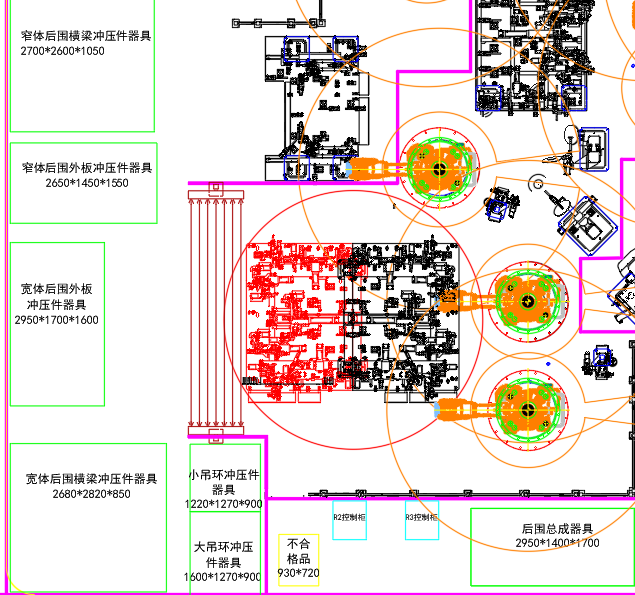 窄体后围横梁冲压件器具
2700*2600*1050
窄体后围外板冲压件器具
2650*1450*1550
宽体后围外板
冲压件器具
2950*1700*1600
宽体后围横梁冲压件器具
2680*2820*850
小吊环冲压件
器具
1220*1270*900
大吊环冲压
件器具
1600*1270*900
不合
格品
930*720
R2控制柜
R3控制柜
后围总成器具
2950*1400*1700